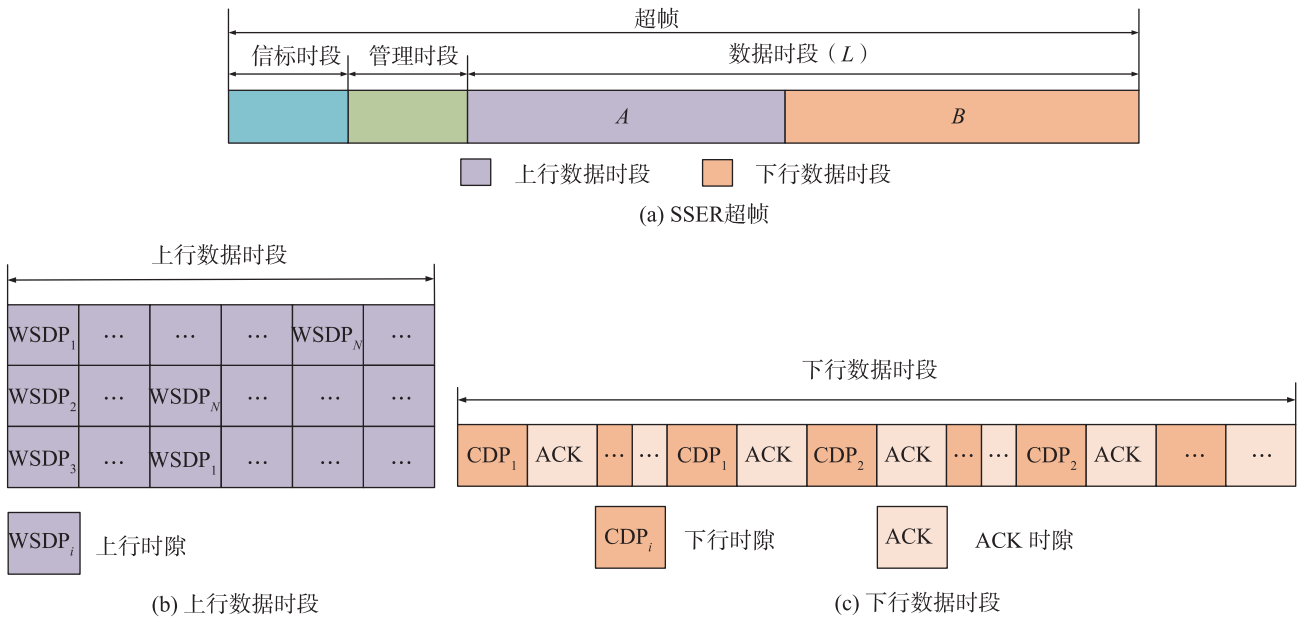 超帧
信标时段 管理时段 数据时段（L）
A B
上行数据时段 下行数据时段
(a) SSER超帧
上行数据时段
WSDP1 … … … WSDPN …
WSDP2 … WSDPN … … …
WSDP3 … WSDP1 … … …
WSDPi 上行时隙
(b) 上行数据时段
下行数据时段
CDP1 ACK … … CDP1 ACK CDP2 ACK … … CDP2 ACK … …
CDPi 下行时隙 ACK ACK 时隙
(c) 下行数据时段